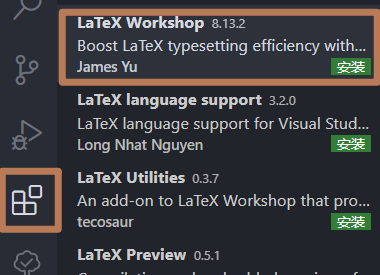 LaTeX Workshop 8.13.2
Boost LaTeX typesetting efficiency with...
James Yu 安装
LaTeX language support 3.2.0
LaTeX language support for Visual Stud...
Long Nhat Nguyen 安装
LaTeX Utilities 0.3.7
An add-on to LaTeX Workshop that pro...
tecosaur 安装
LaTeX Preview 0.5.1